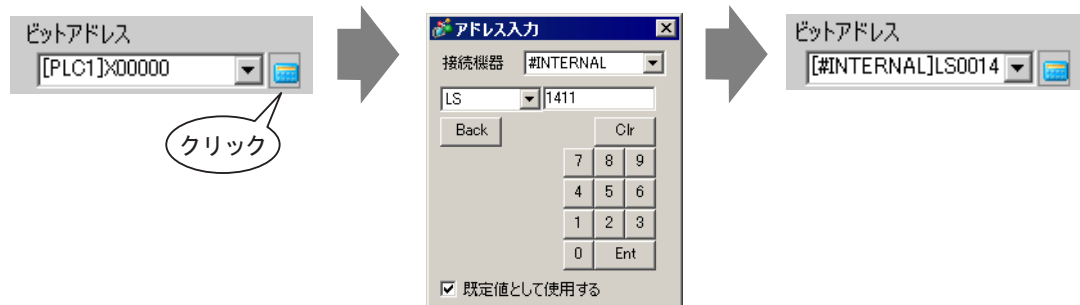 ビットアドレス
[PLC1]X00000
クリック
アドレス入力
接続機器 #INTERNAL
LS 1411
Back Clr
7 8 9
4 5 6
1 2 3
0 Ent
既定値として使用する
ビットアドレス
[#INTERNAL]LS0014